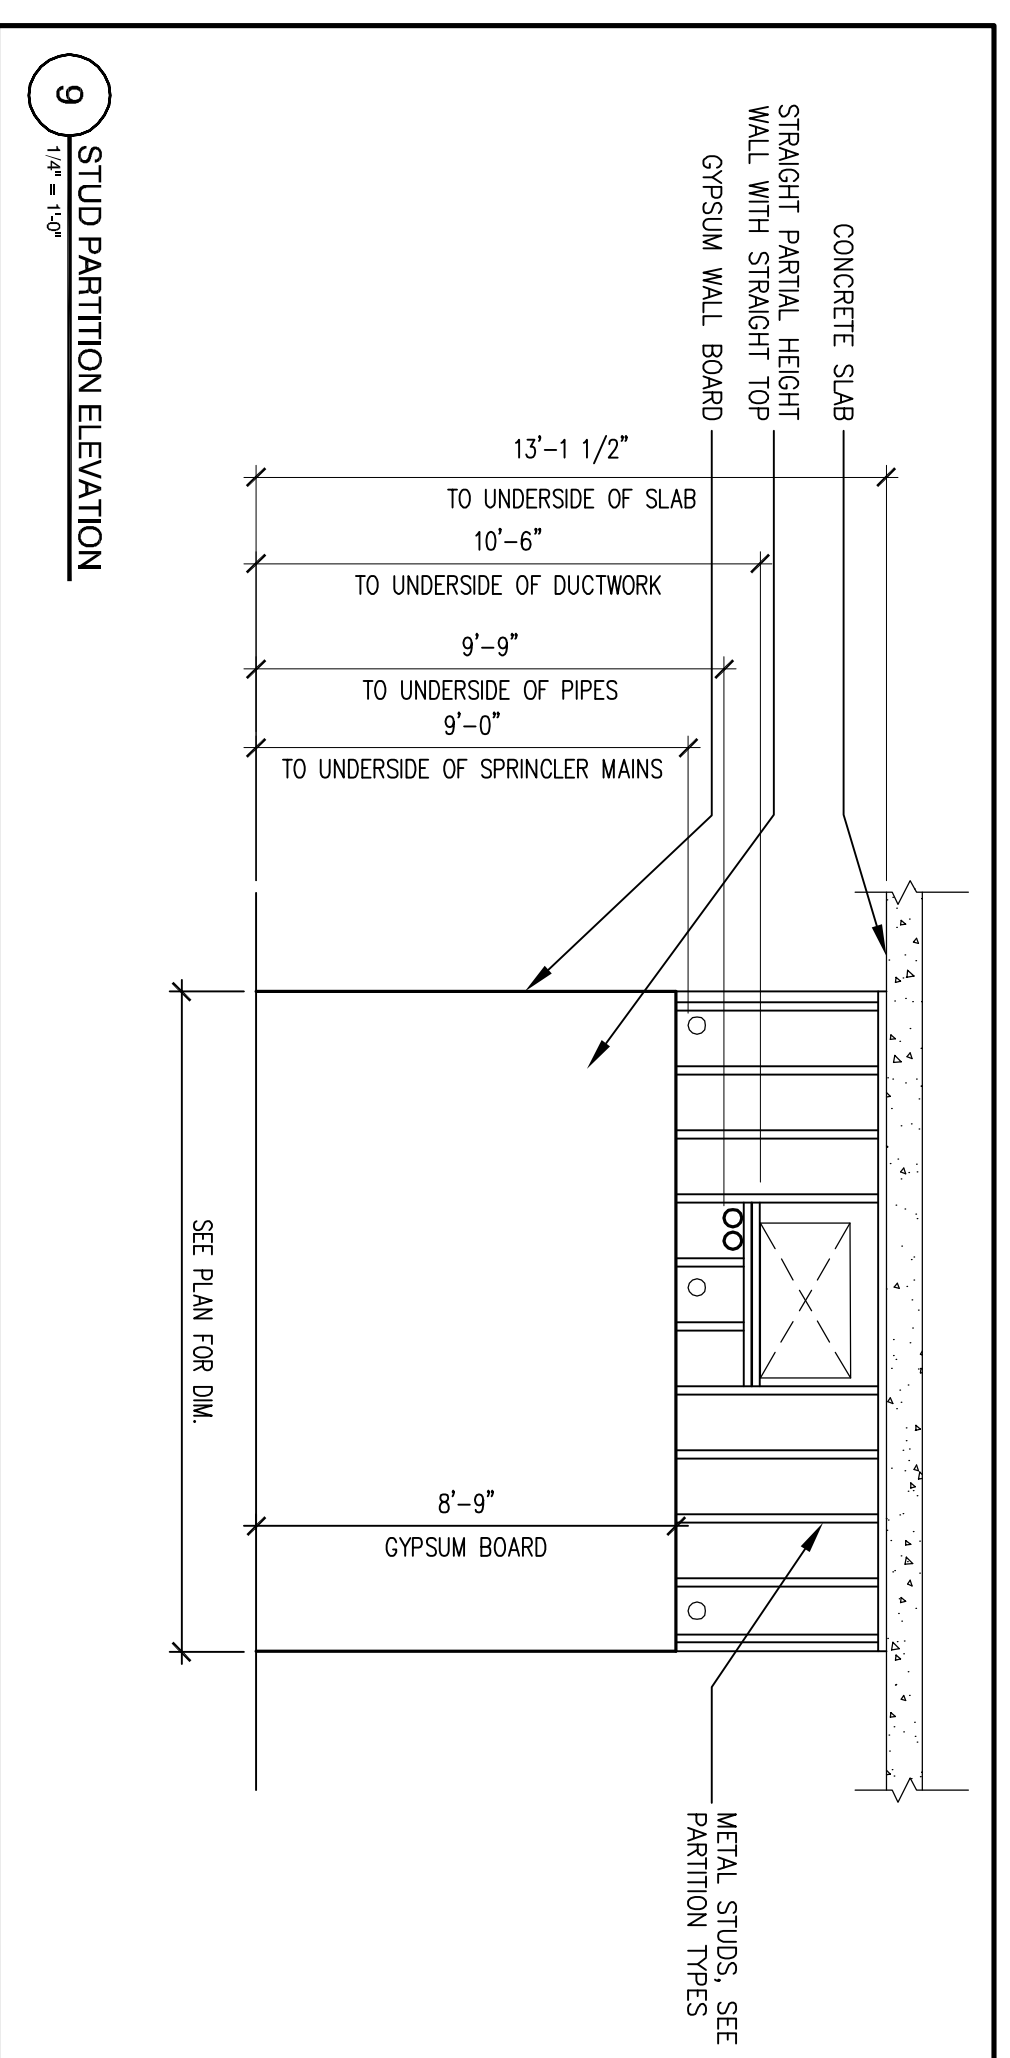 CONCRETE SLAB
STRAIGHT PARTIAL HEIGHT
WALL WITH STRAIGHT TOP
GYPSUM WALL BOARD
13'-1 1/2"
TO UNDERSIDE OF SLAB
10'-6"
TO UNDERSIDE OF DUCTWORK
9'-9"
TO UNDERSIDE OF PIPES
9'-0"
TO UNDERSIDE OF SPRINCLER MAINS
8'-9"
GYPSUM BOARD
METAL STUDS, SEE
PARTITION TYPES
SEE PLAN FOR DIM.
9
STUD PARTITION ELEVATION
1/4" = 1'-0"